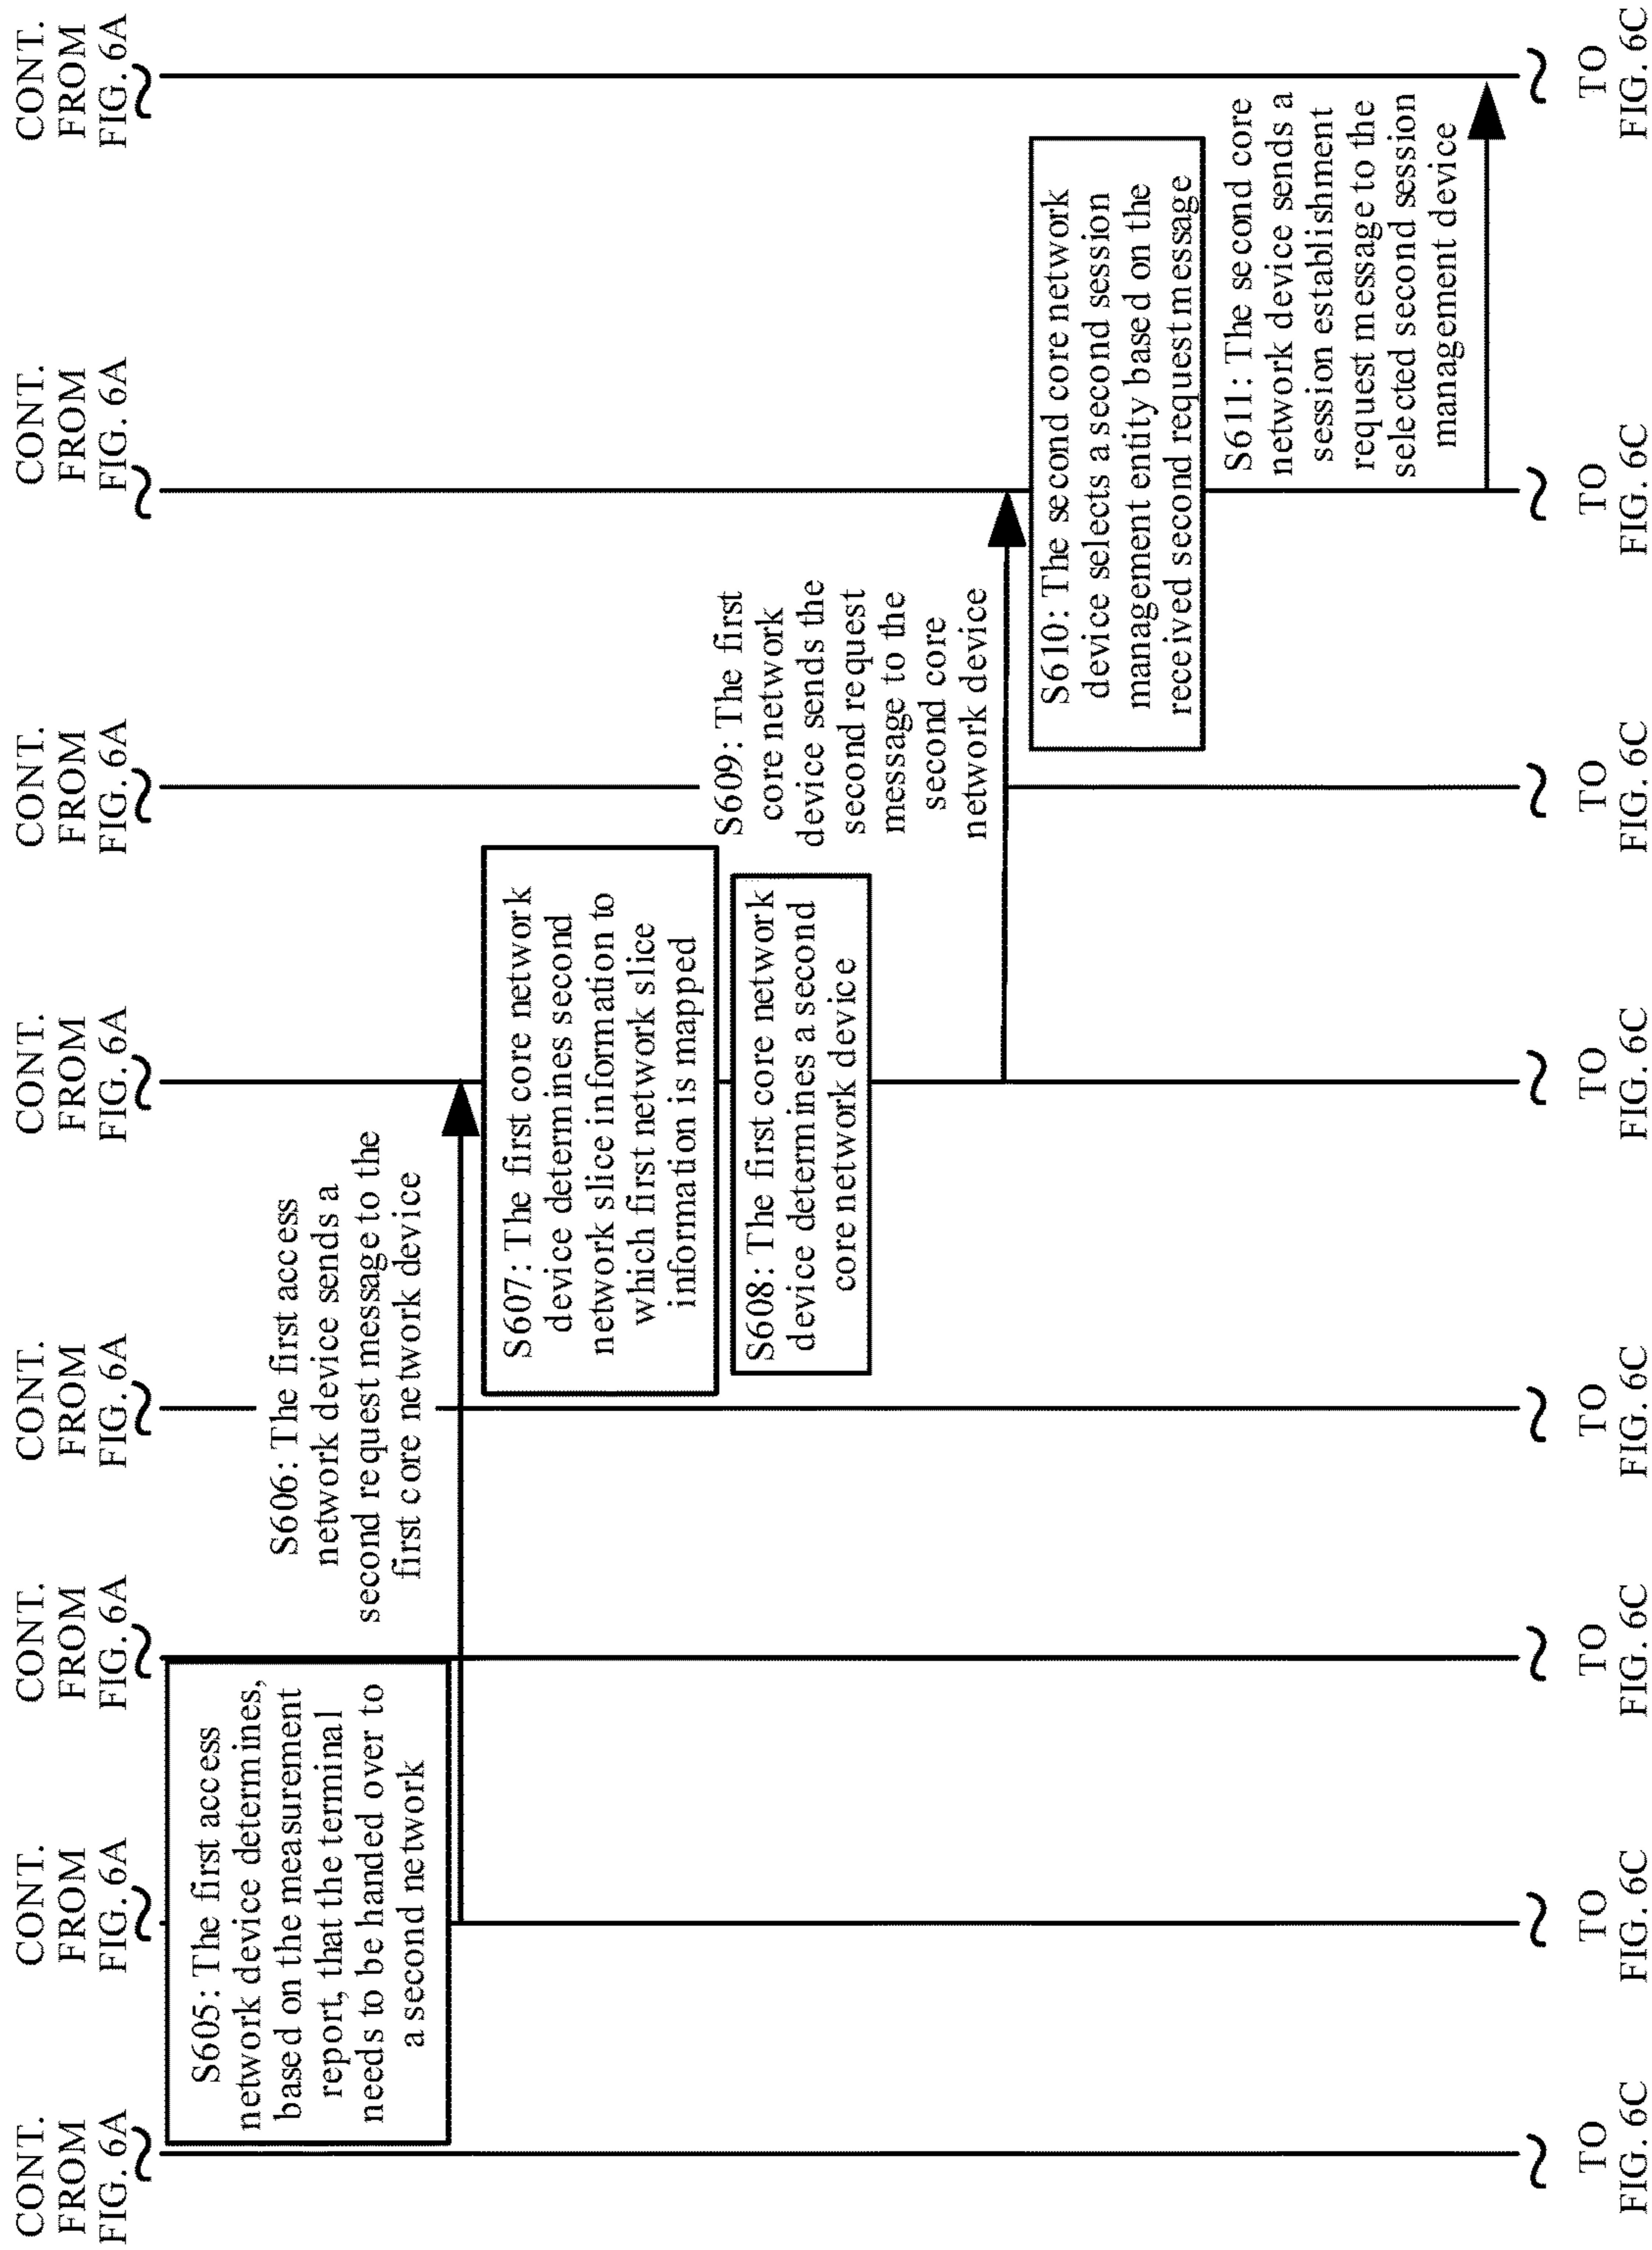 CONT.
FROM
FIG. 6A
CONT.
FROM
FIG. 6A
CONT.
FROM
FIG. 6A
CONT.
FROM
FIG. 6A
CONT.
FROM
FIG. 6A
CONT.
FROM
FIG. 6A
CONT.
FROM
FIG. 6A
CONT.
FROM
FIG. 6A
S605: The first access
network device determines,
based on the measurement
report, that the terminal
needs to be handed over to
a second network
S606: The first access
network device sends a
second request message to the
first core network device
S607: The first core network
device determines second
network slice information to
which first network slice
information is mapped
S608: The first core network
device determines a second
core network device
S609: The first
core network
device sends the
second request
message to the
second core
network device
S610: The second core network
device selects a second session
management entity based on the
received second request message
S611: The second core
network device sends a
session establishment
request message to the
selected second session
management device
TO
FIG. 6C
TO
FIG. 6C
TO
FIG. 6C
TO
FIG. 6C
TO
FIG. 6C
TO
FIG. 6C
TO
FIG. 6C
TO
FIG. 6C